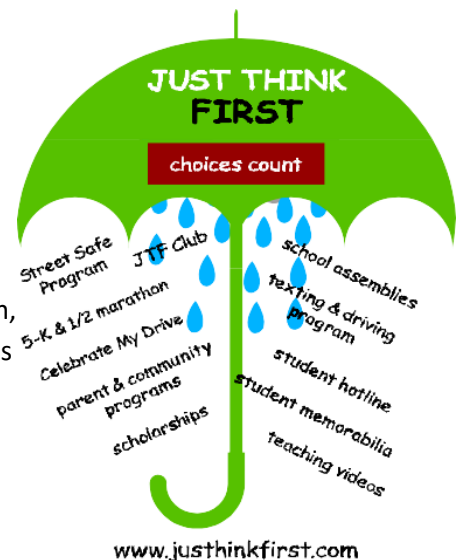 JUST THINK
FIRST
choices count
Street Safe
Program
JTF Club
5-K & 1/2 marathon
Celebrate My Drive
parent & community
programs
scholarships
school assemblies
texting & driving
program
student hotline
student memorabilia
teaching videos
www.justhinkfirst.com